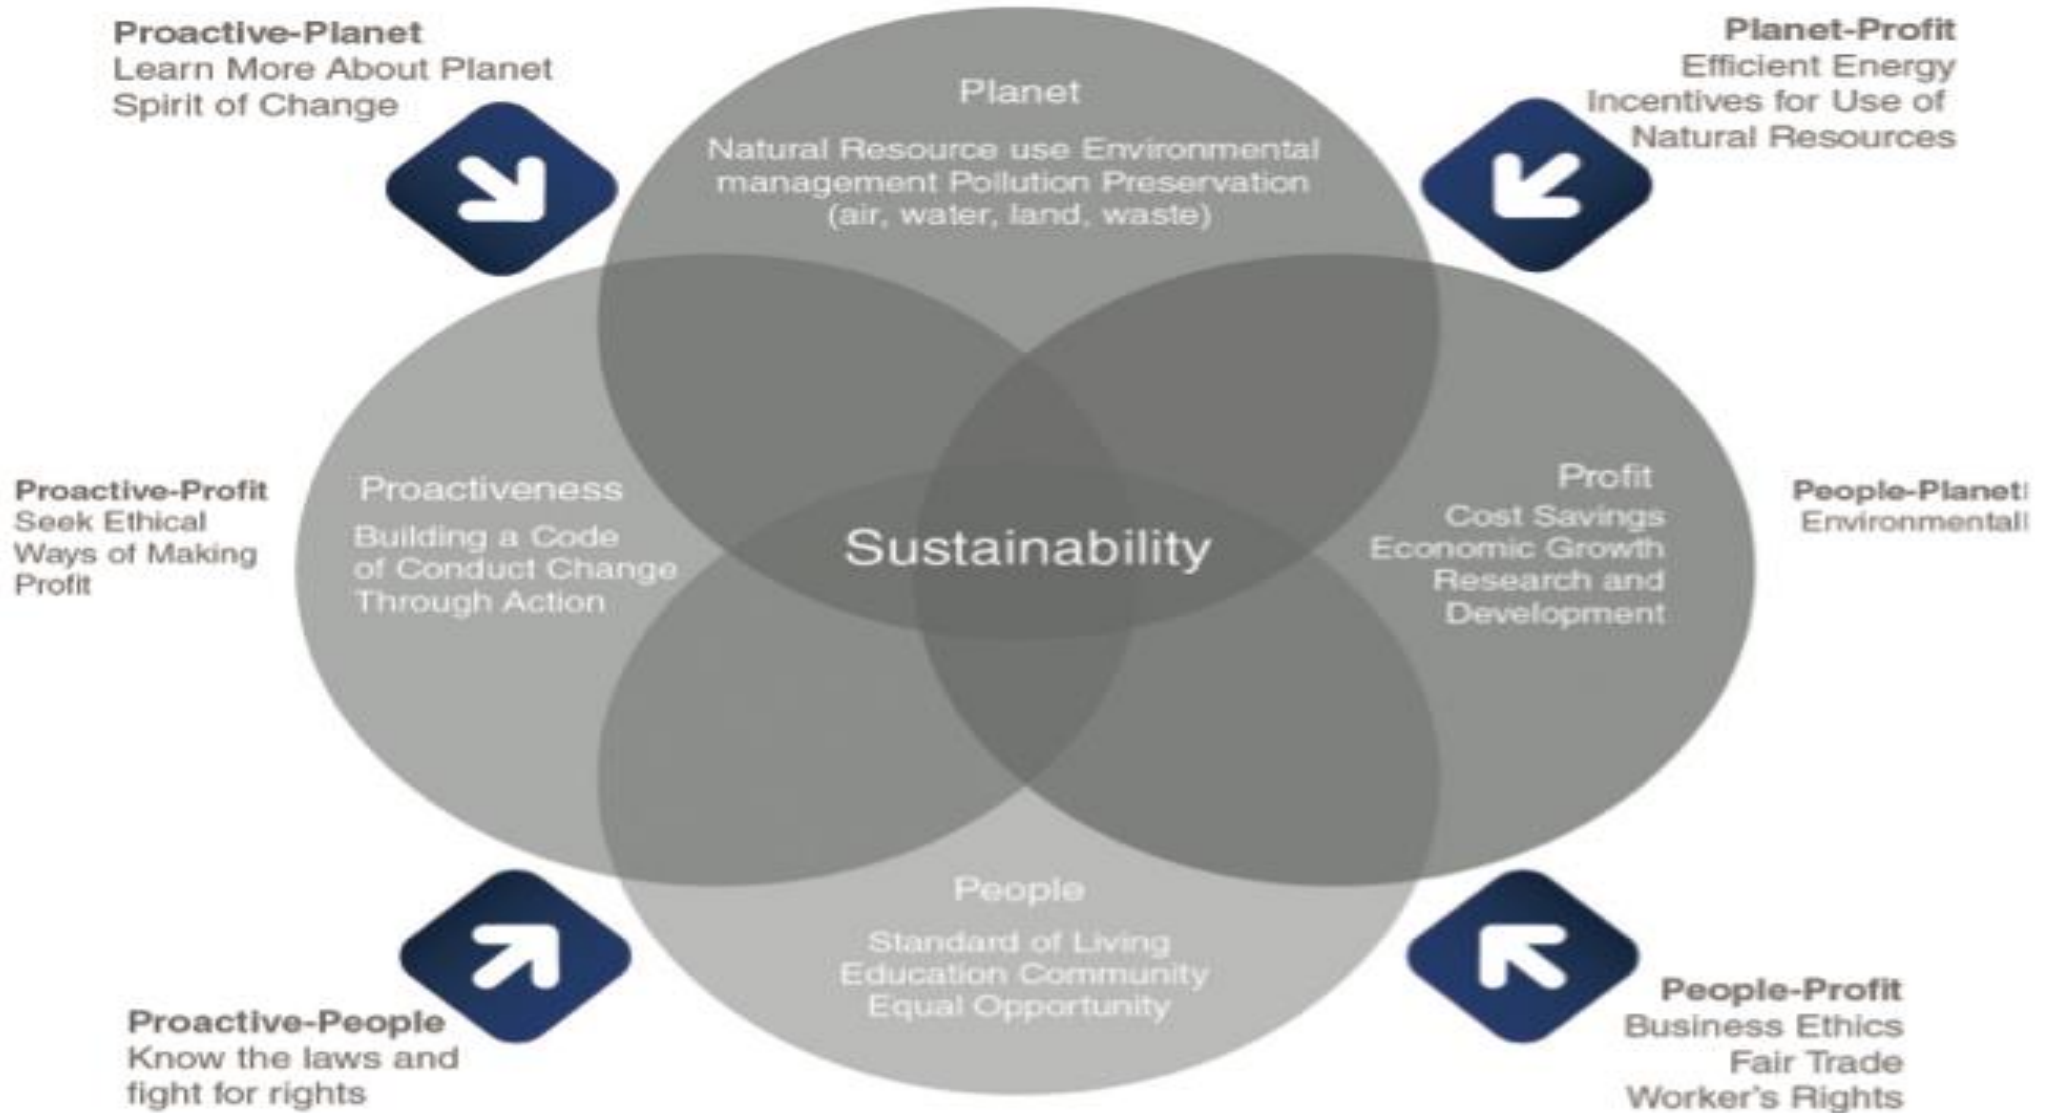 Proactive-Planet
Learn More About Planet
Spirit of Change
Planet-Profit
Efficient Energy
Incentives for Use of
Natural Resources
Planet
Natural Resource use Environmental
management Pollution Preservation
(air, water, land, waste)
Proactive-Profit
Seek Ethical
Ways of Making
Profit
Proactiveness
Building a Code
of Conduct Change
Through Action
Sustainability
Profit
Cost Savings
Economic Growth
Research and
Development
People-Planet
Environmental
People
Standard of Living
Education Community
Equal Opportunity
Proactive-People
Know the laws and
fight for rights
People-Profit
Business Ethics
Fair Trade
Worker's Rights